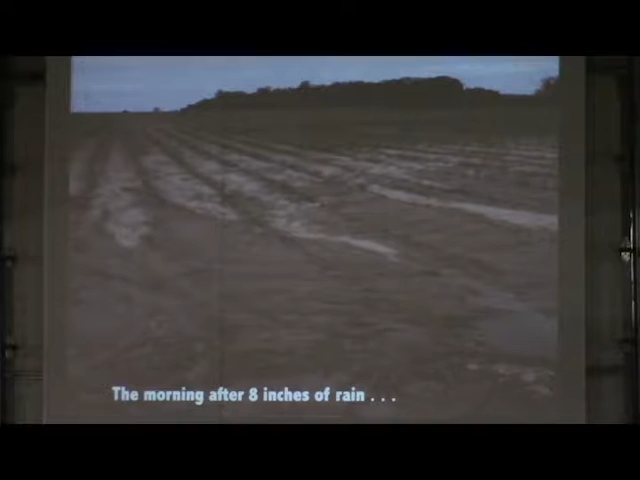 The morning after 8 inches of rain . . .